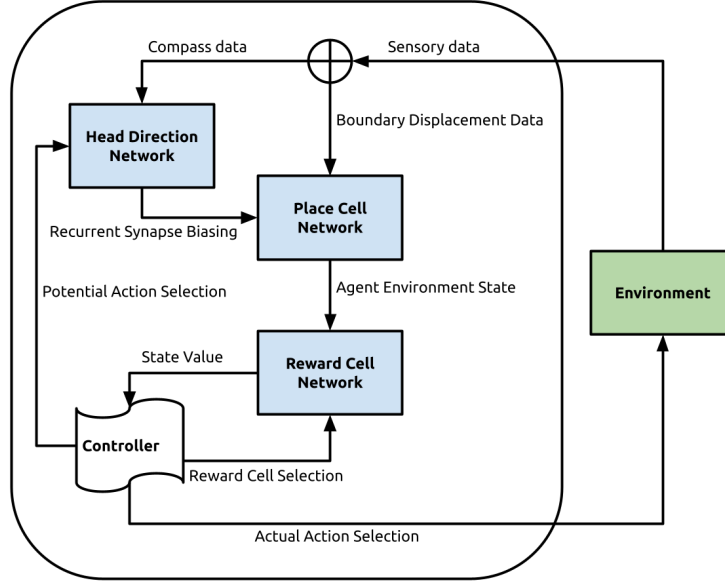 Compass data
Sensory data
Boundary Displacement Data
Head Direction
Network
Place Cell
Network
Recurrent Synapse Biasing
Potential Action Selection
Agent Environment State
Environment
State Value
Reward Cell
Network
Controller
Reward Cell Selection
Actual Action Selection